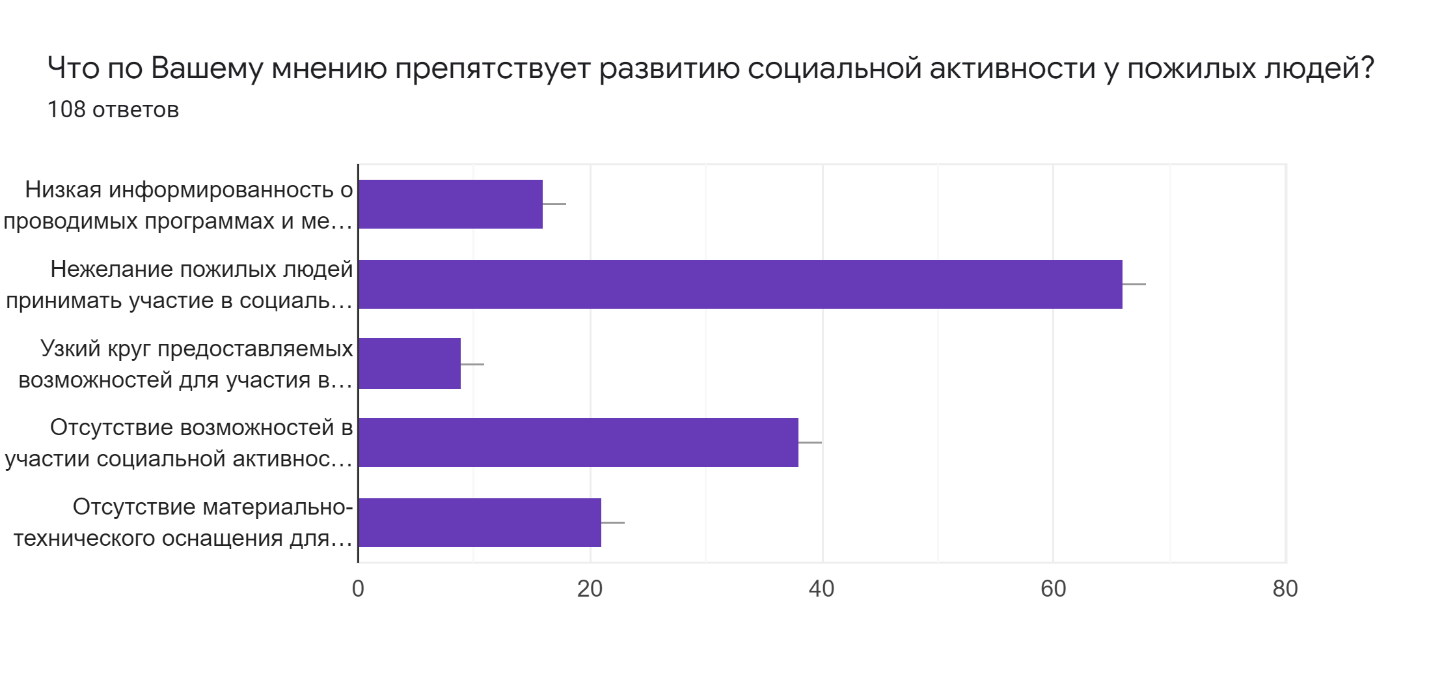 Что по Вашему мнению препятствует развитию социальной активности у пожилых людей?
108 ответов
Низкая информированность о
проводимых программах и ме…
Нежелание пожилых людей
принимать участие в социаль…
Узкий круг предоставляемых
возможностей для участия в…
Отсутствие возможностей в
участии социальной активнос…
Отсутствие материально-
технического оснащения для…
0 20 40 60 80